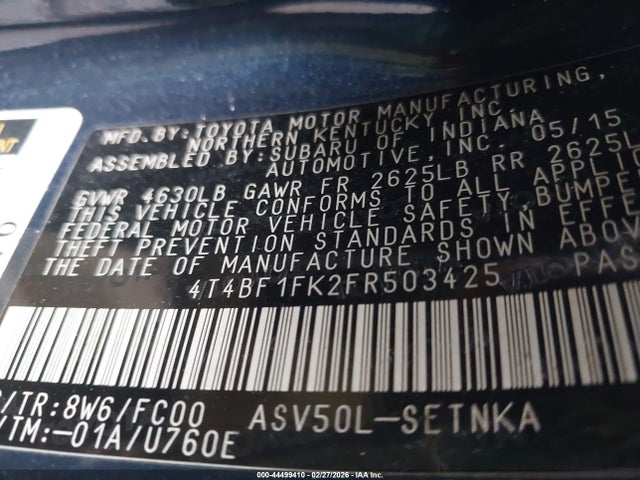 MFD.BY:TOYOTA MOTOR MANUFACTURING,
NORTHERN KENTUCKY, INC.
ASSEMBLED BY:SUBARU OF INDIANA
AUTOMOTIVE, INC. 05/15
GVWR 4630LB GAWR FR 2625LB RR 2625L
THIS VEHICLE CONFORMS TO ALL APPLI
FEDERAL MOTOR VEHICLE SAFETY, BUMPE
THEFT PREVENTION STANDARDS IN EFFE
THE DATE OF MANUFACTURE SHOWN ABOV
4T4BF1FK2FR503425 PAS
/TR:8W6/FC00 ASV50L-SETNKA
/TM:-01A/U760E
000-44499410 - 02/27/2026 - IAA Inc.